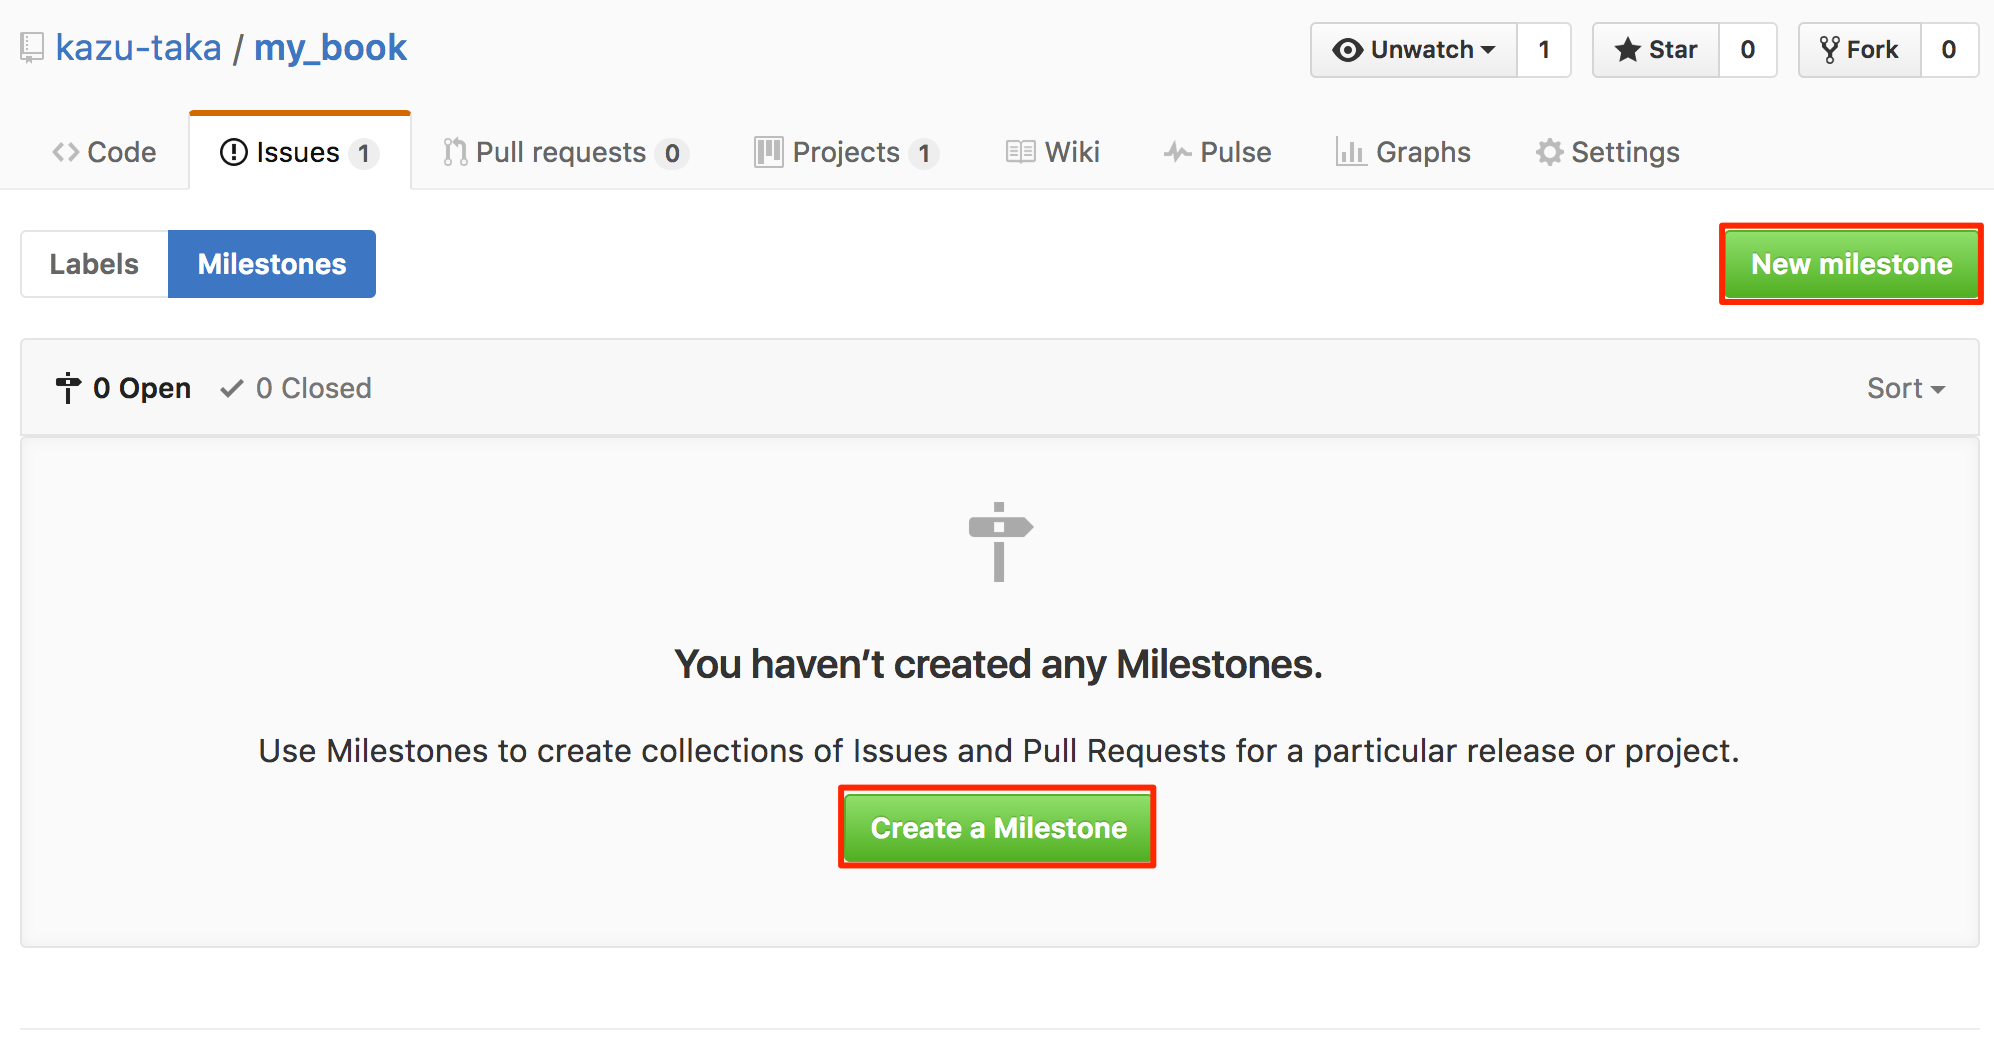 kazu-taka / my_book
Unwatch 1 Star 0 Fork 0
Code Issues 1 Pull requests 0 Projects 1 Wiki Pulse Graphs Settings
Labels Milestones New milestone
0 Open 0 Closed Sort
You haven’t created any Milestones.
Use Milestones to create collections of Issues and Pull Requests for a particular release or project.
Create a Milestone